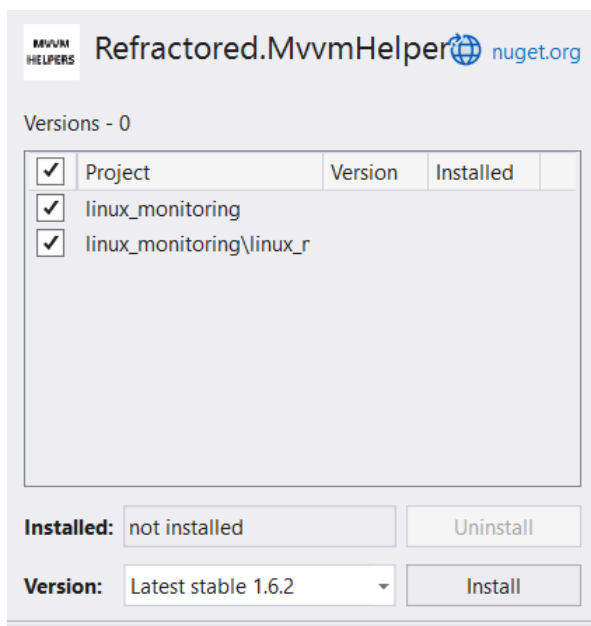 MVVM
HELPERS
Refractored.MvvmHelper
nuget.org
Versions - 0
Project Version Installed
linux_monitoring
linux_monitoring\linux_r
Installed: not installed Uninstall
Version: Latest stable 1.6.2 Install